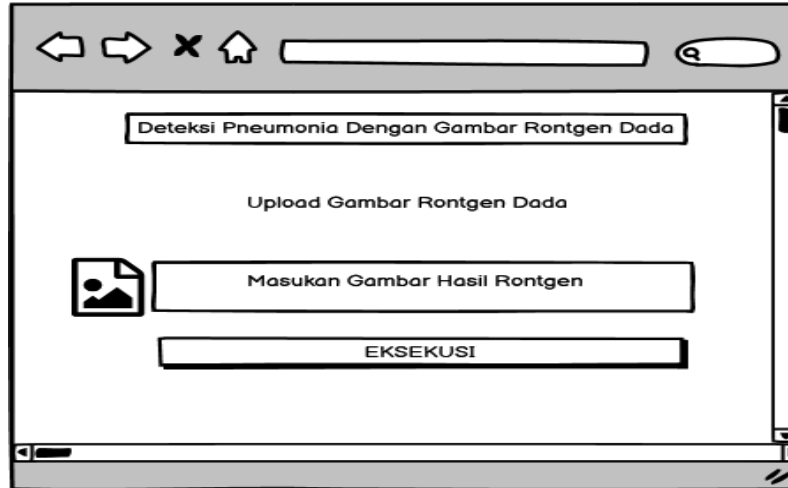 Deteksi Pneumonia Dengan Gambar Rontgen Dada
Upload Gambar Rontgen Dada
Masukan Gambar Hasil Rontgen
EKSEKUSI